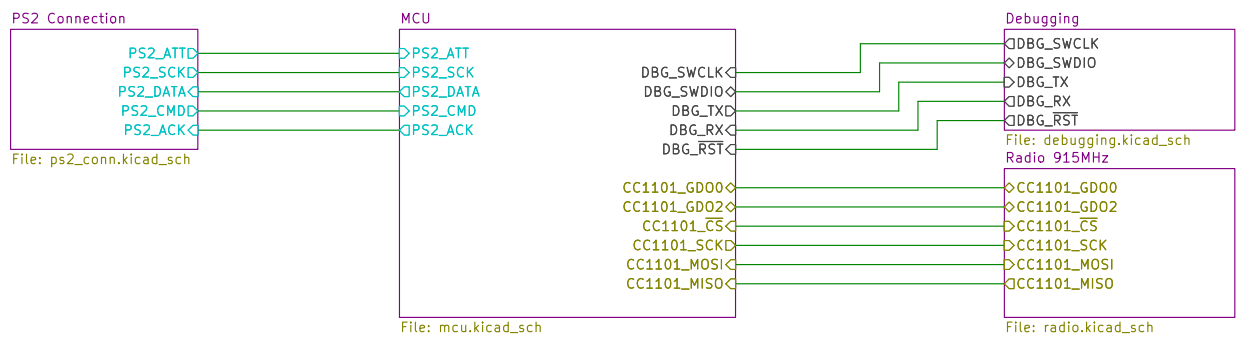 PS2 Connection
PS2_ATT
PS2_SCK
PS2_DATA
PS2_CMD
PS2_ACK
File: ps2_conn.kicad_sch
MCU
PS2_ATT
PS2_SCK
PS2_DATA
PS2_CMD
PS2_ACK
DBG_SWCLK
DBG_SWDIO
DBG_TX
DBG_RX
DBG_RST
CC1101_GDO0
CC1101_GDO2
CC1101_CS
CC1101_SCK
CC1101_MOSI
CC1101_MISO
File: mcu.kicad_sch
Debugging
DBG_SWCLK
DBG_SWDIO
DBG_TX
DBG_RX
DBG_RST
File: debugging.kicad_sch
Radio 915MHz
CC1101_GDO0
CC1101_GDO2
CC1101_CS
CC1101_SCK
CC1101_MOSI
CC1101_MISO
File: radio.kicad_sch